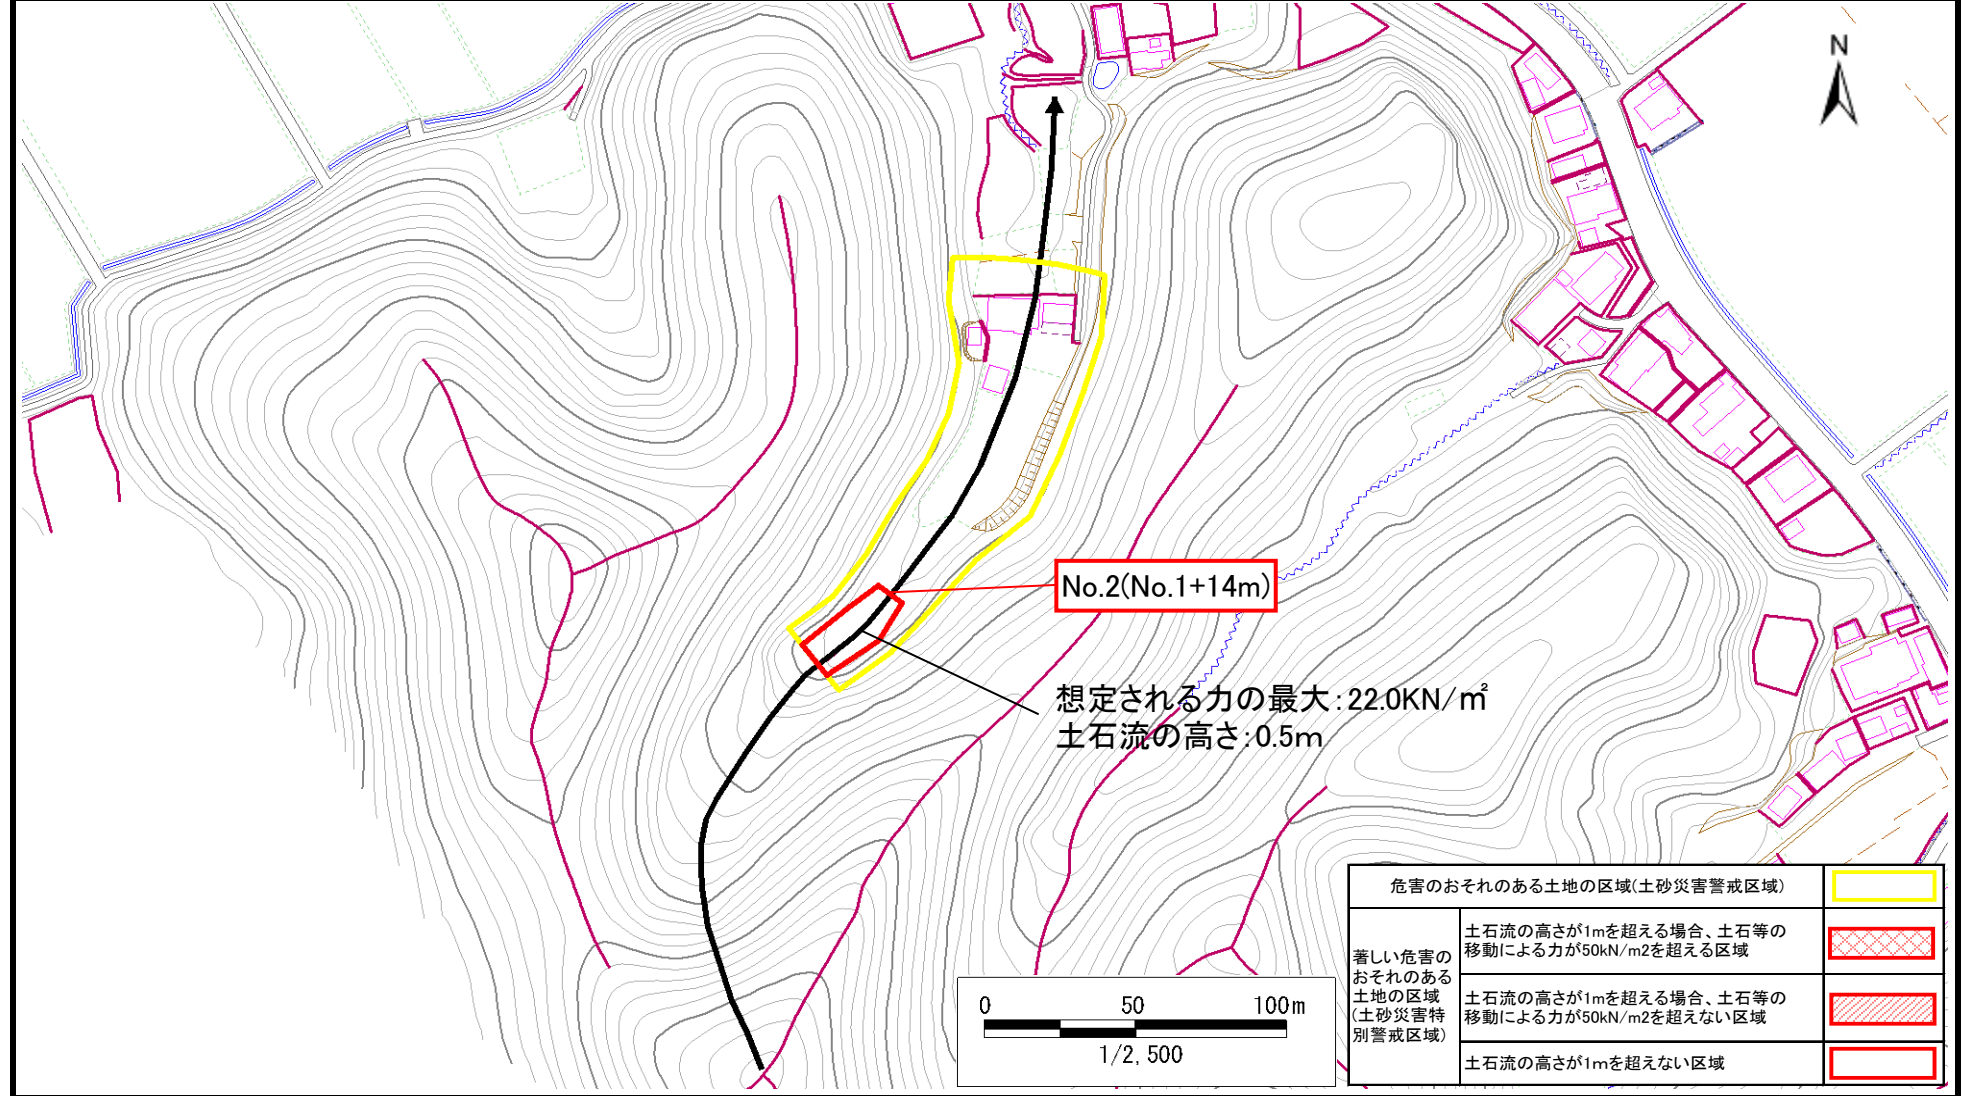 N
No.2(No.1+14m)
想定される力の最大:22.0KN/㎡
土石流の高さ:0.5m
0 50 100m
1/2,500
危害のおそれのある土地の区域(土砂災害警戒区域)
著しい危害の
おそれのある
土地の区域
(土砂災害特
別警戒区域)
土石流の高さが1mを超える場合、土石等の
移動による力が50kN/m2を超える区域
土石流の高さが1mを超える場合、土石等の
移動による力が50kN/m2を超えない区域
土石流の高さが1mを超えない区域